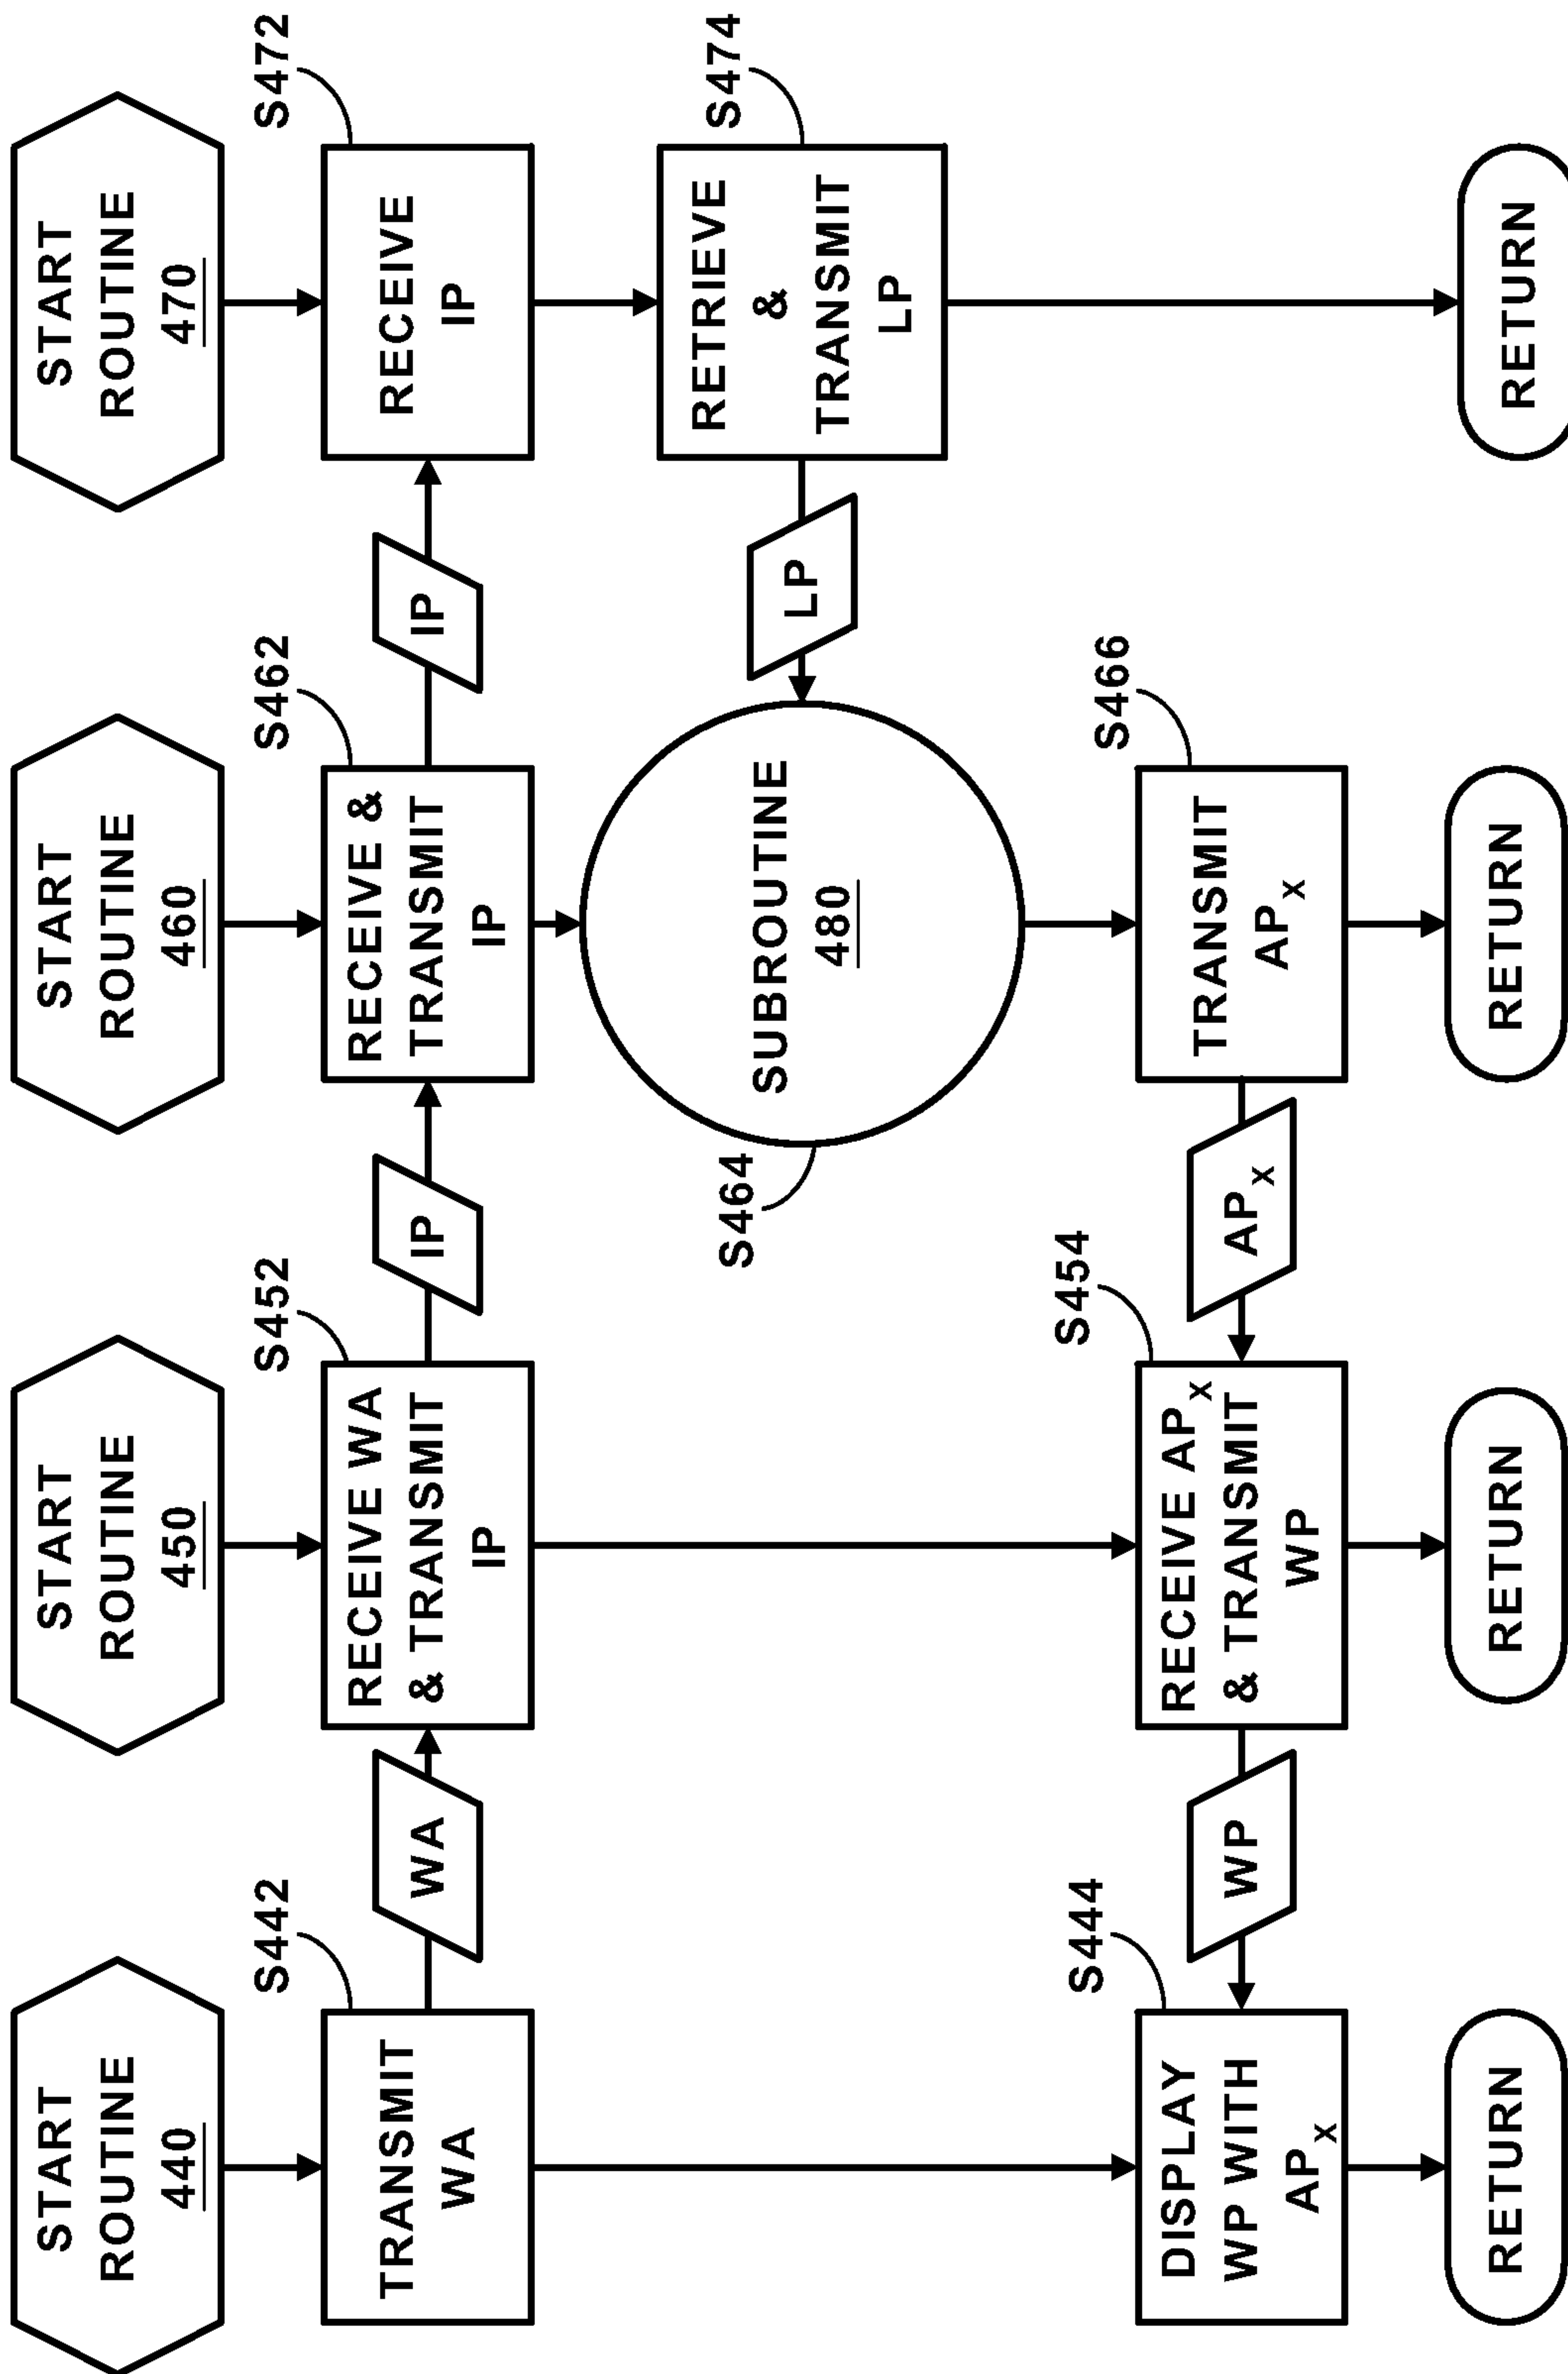 START
ROUTINE
440
S442
TRANSMIT
WA
WA
S444
DISPLAY
WP WITH
APX
RETURN
START
ROUTINE
450
S452
RECEIVE WA
& TRANSMIT
IP
IP
S454
RECEIVE APX
& TRANSMIT
WP
WP
RETURN
START
ROUTINE
460
S462
RECEIVE &
TRANSMIT
IP
IP
S464
SUBROUTINE
480
S466
TRANSMIT
APX
APX
RETURN
START
ROUTINE
470
S472
RECEIVE
IP
S474
RETRIEVE
&
TRANSMIT
LP
LP
RETURN